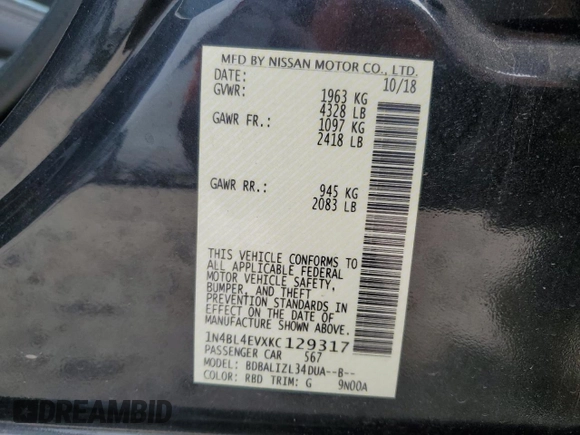 MFD BY NISSAN MOTOR CO., LTD.
DATE: 10/18
GVWR: 1963 KG
4328 LB
GAWR FR.: 1097 KG
2418 LB
GAWR RR.: 945 KG
2083 LB
THIS VEHICLE CONFORMS TO
ALL APPLICABLE FEDERAL
MOTOR VEHICLE SAFETY,
BUMPER, AND THEFT
PREVENTION STANDARDS IN
EFFECT ON THE DATE OF
MANUFACTURE SHOWN ABOVE.
1N4BL4EVXKC129317
PASSENGER CAR 567
MODEL: BDBALIZL34DUA--B--
COLOR: RBD TRIM: G 9N00A
DREAMBID